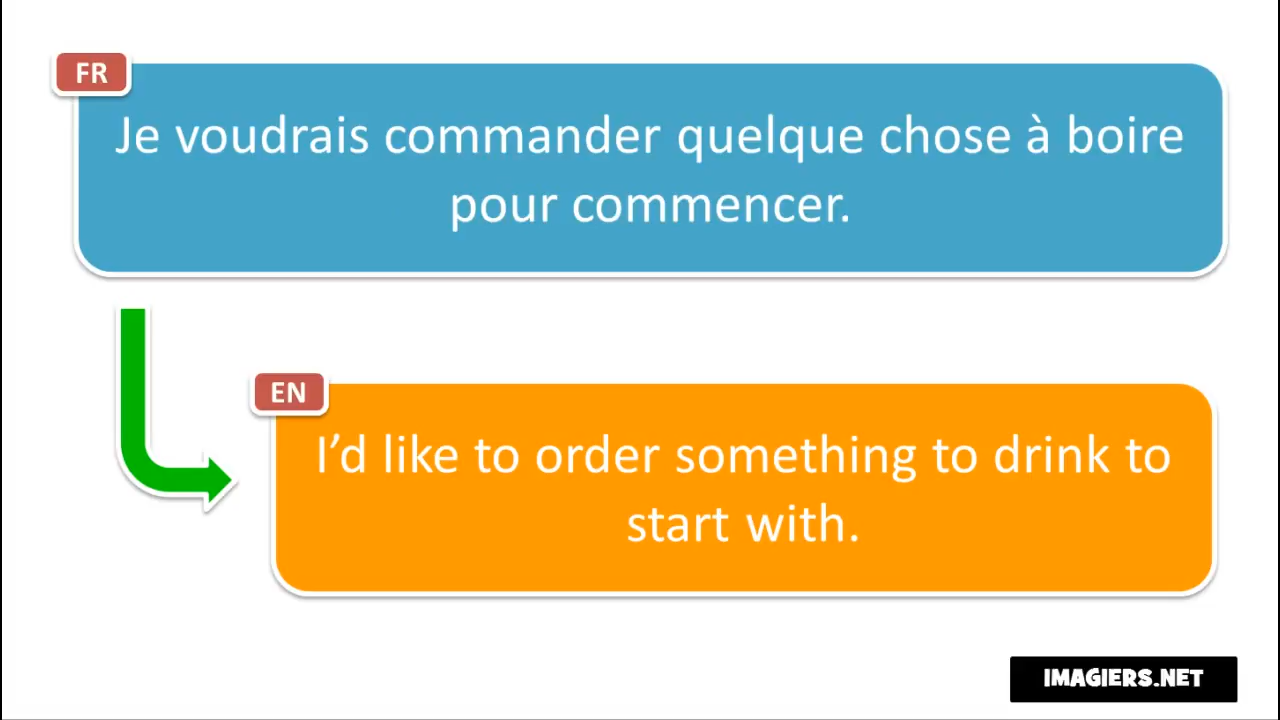 FR
Je voudrais commander quelque chose à boire
pour commencer.
EN
I’d like to order something to drink to
start with.
IMAGIERS.NET